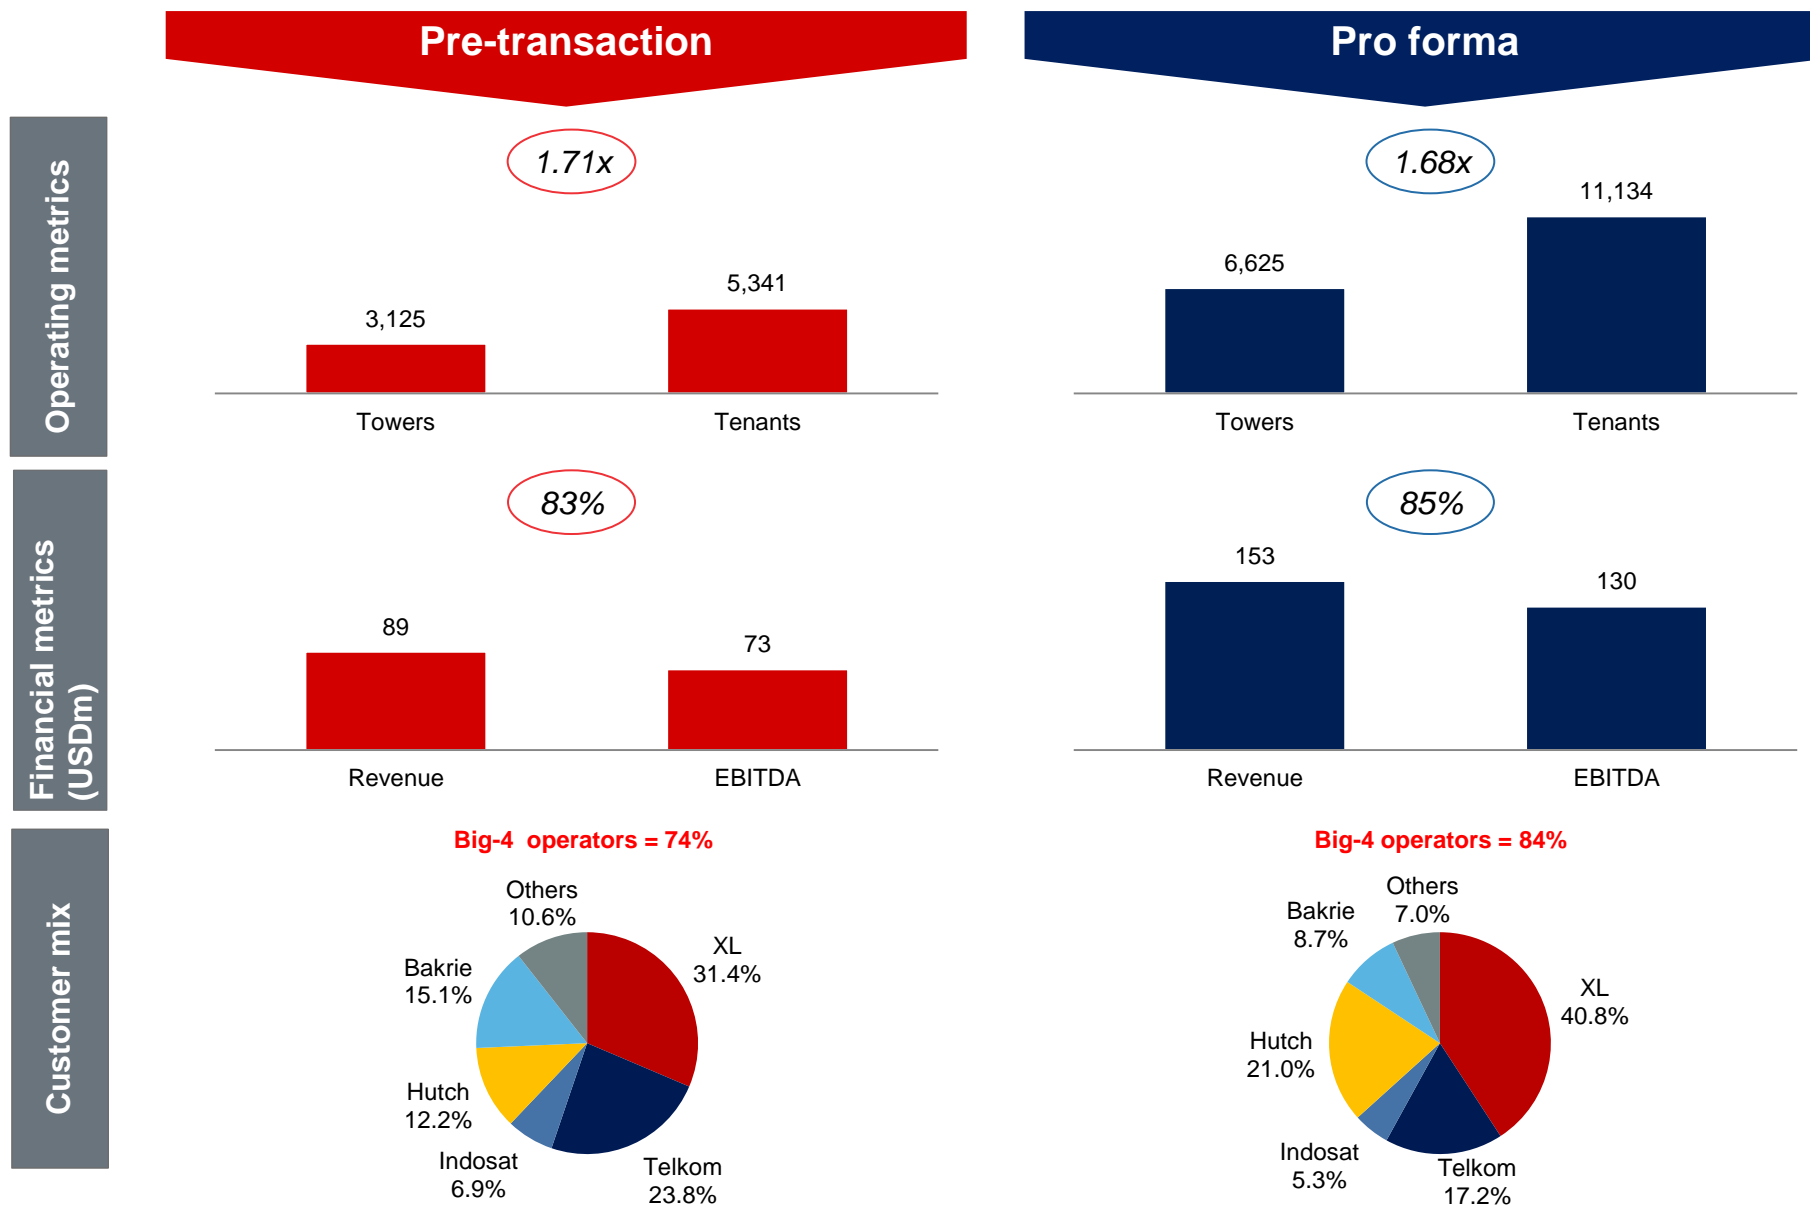 Pre-transaction
Pro forma
Operating metrics
1.71x
3,125
5,341
Towers
Tenants
1.68x
6,625
11,134
Towers
Tenants
Financial metrics
(USDm)
83%
89
73
Revenue
EBITDA
85%
153
130
Revenue
EBITDA
Customer mix
Big-4 operators = 74%
Others
10.6%
XL
31.4%
Bakrie
15.1%
Hutch
12.2%
Indosat
6.9%
Telkom
23.8%
Big-4 operators = 84%
Others
7.0%
Bakrie
8.7%
XL
40.8%
Hutch
21.0%
Indosat
5.3%
Telkom
17.2%